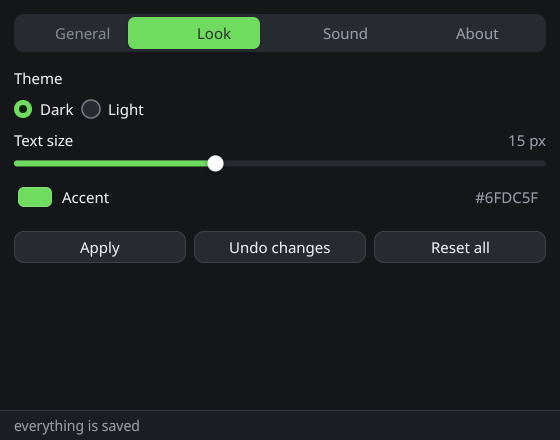 General Look Sound About
Theme
Dark Light
Text size 15 px
Accent #6FDC5F
Apply Undo changes Reset all
everything is saved